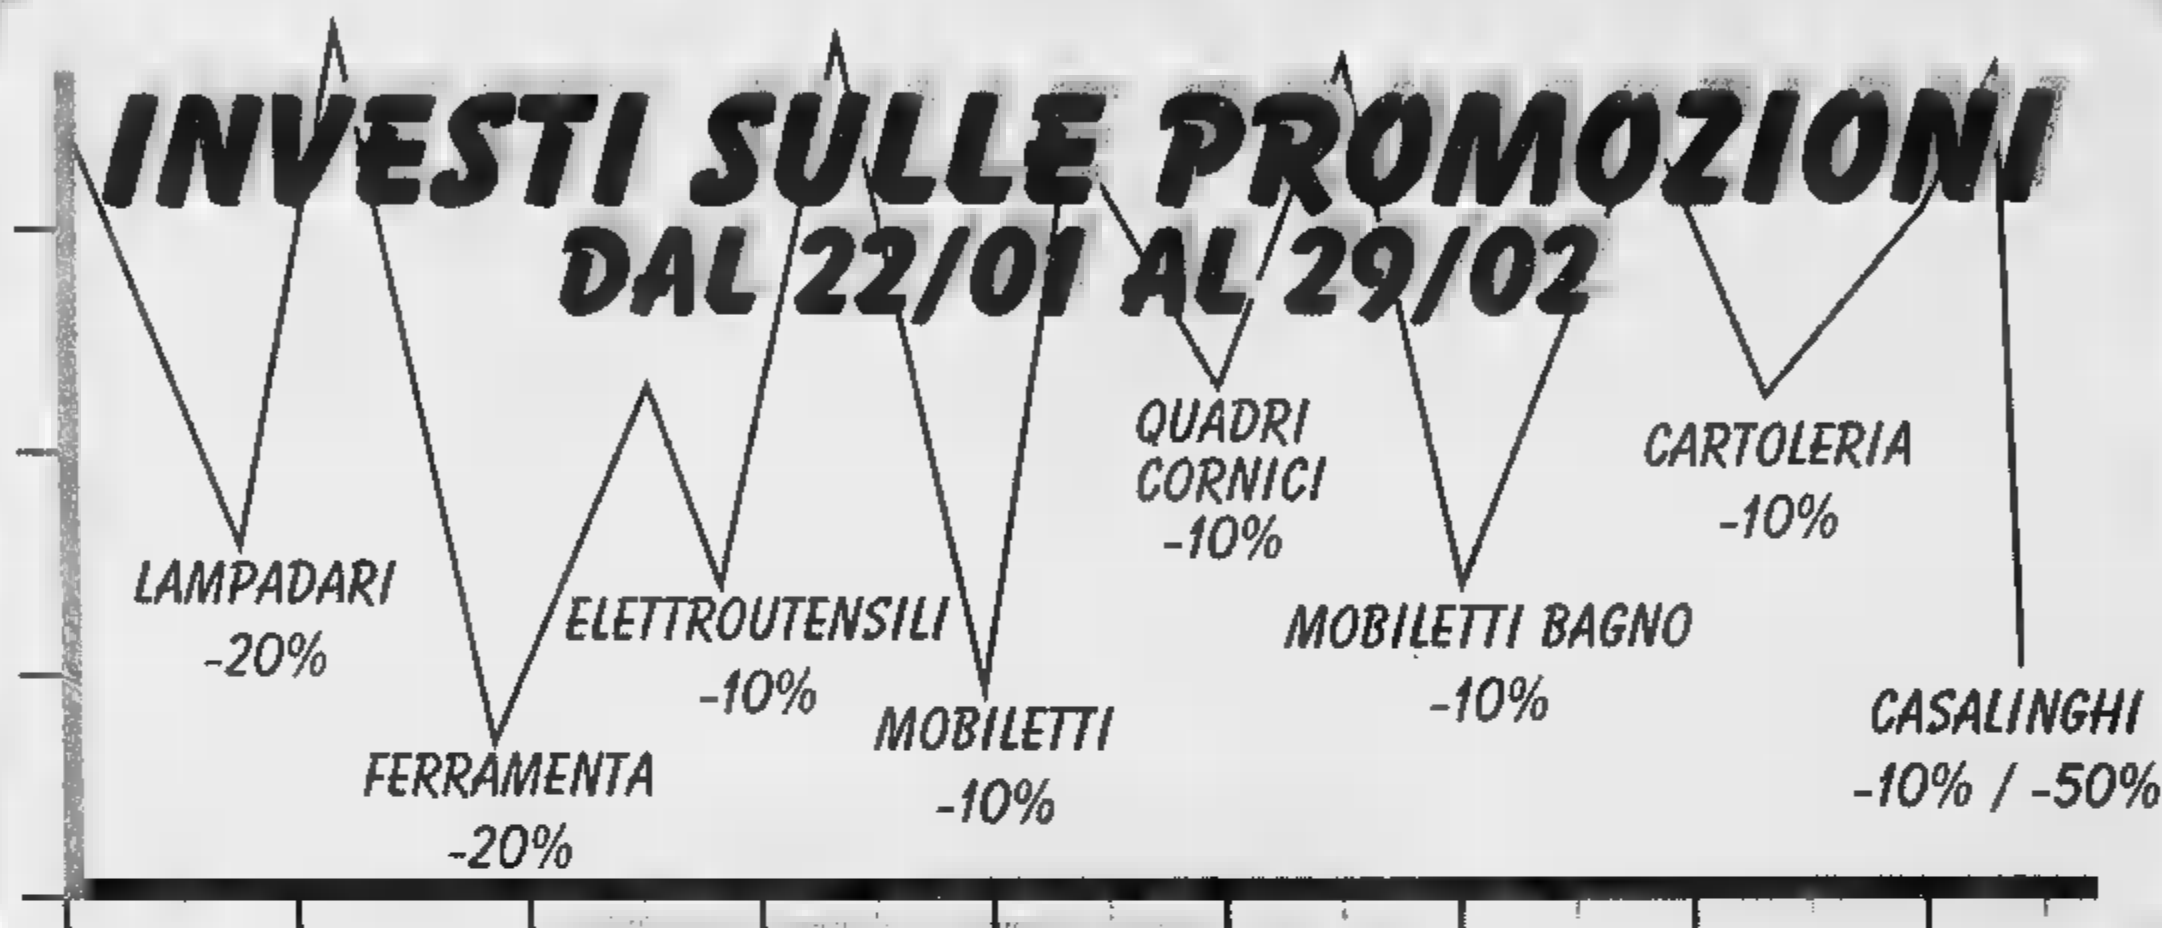 INVESTI SULLE PROMOZIONI
DAL 22/01 AL 29/02
LAMPADARI
-20%
FERRAMENTA
-20%
ELETTROUTENSILI
-10%
MOBILETTI
-10%
QUADRI
CORNICI
-10%
MOBILETTI BAGNO
-10%
CARTOLERIA
-10%
CASALINGHI
-10% / -50%